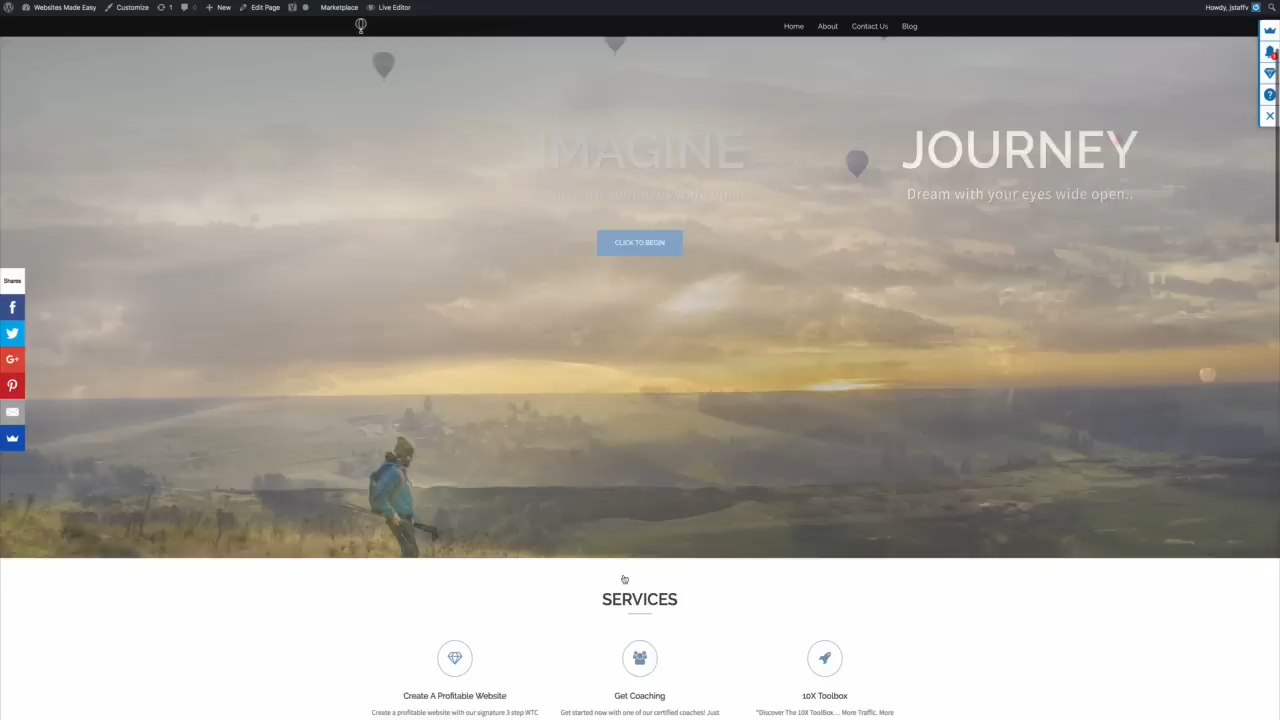 Websites Made Easy Customize 1 0 New Edit Page Marketplace Live Editor Howdy, jstaffv
Home About Contact Us Blog
IMAGINE JOURNEY
Dream with your eyes wide open..
CLICK TO BEGIN
Shares
SERVICES
Create A Profitable Website Get Coaching 10X Toolbox
Create a profitable website with our signature 3 step WTC Get started now with one of our certified coaches! Just "Discover The 10X ToolBox... More Traffic, More